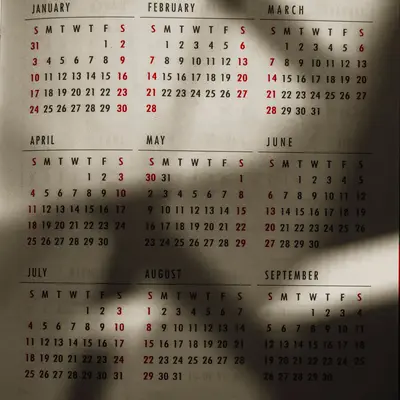 JANUARY
S M T W T F S
31 1 2
3 4 5 6 7 8 9
10 11 12 13 14 15 16
17 18 19 20 21 22 23
24 25 26 27 28 29 30
FEBRUARY
S M T W T F S
1 2 3 4 5 6
7 8 9 10 11 12 13
14 15 16 17 18 19 20
21 22 23 24 25 26 27
28
MARCH
S M T W T F S
1 2 3 4 5 6
7 8 9 10 11 12 13
14 15 16 17 18 19 20
21 22 23 24 25 26 27
28 29 30 31
APRIL
S M T W T F S
1 2 3
4 5 6 7 8 9 10
11 12 13 14 15 16 17
18 19 20 21 22 23 24
25 26 27 28 29 30
MAY
S M T W T F S
30 31 1
2 3 4 5 6 7 8
9 10 11 12 13 14 15
16 17 18 19 20 21 22
23 24 25 26 27 28 29
JUNE
S M T W T F S
1 2 3 4 5
6 7 8 9 10 11 12
13 14 15 16 17 18 19
20 21 22 23 24 25 26
27 28 29 30
JULY
S M T W T F S
1 2 3
4 5 6 7 8 9 10
11 12 13 14 15 16 17
18 19 20 21 22 23 24
25 26 27 28 29 30 31
AUGUST
S M T W T F S
1 2 3 4 5 6 7
8 9 10 11 12 13 14
15 16 17 18 19 20 21
22 23 24 25 26 27 28
29 30 31
SEPTEMBER
S M T W T F S
1 2 3 4
5 6 7 8 9 10 11
12 13 14 15 16 17 18
19 20 21 22 23 24 25
26 27 28 29 30